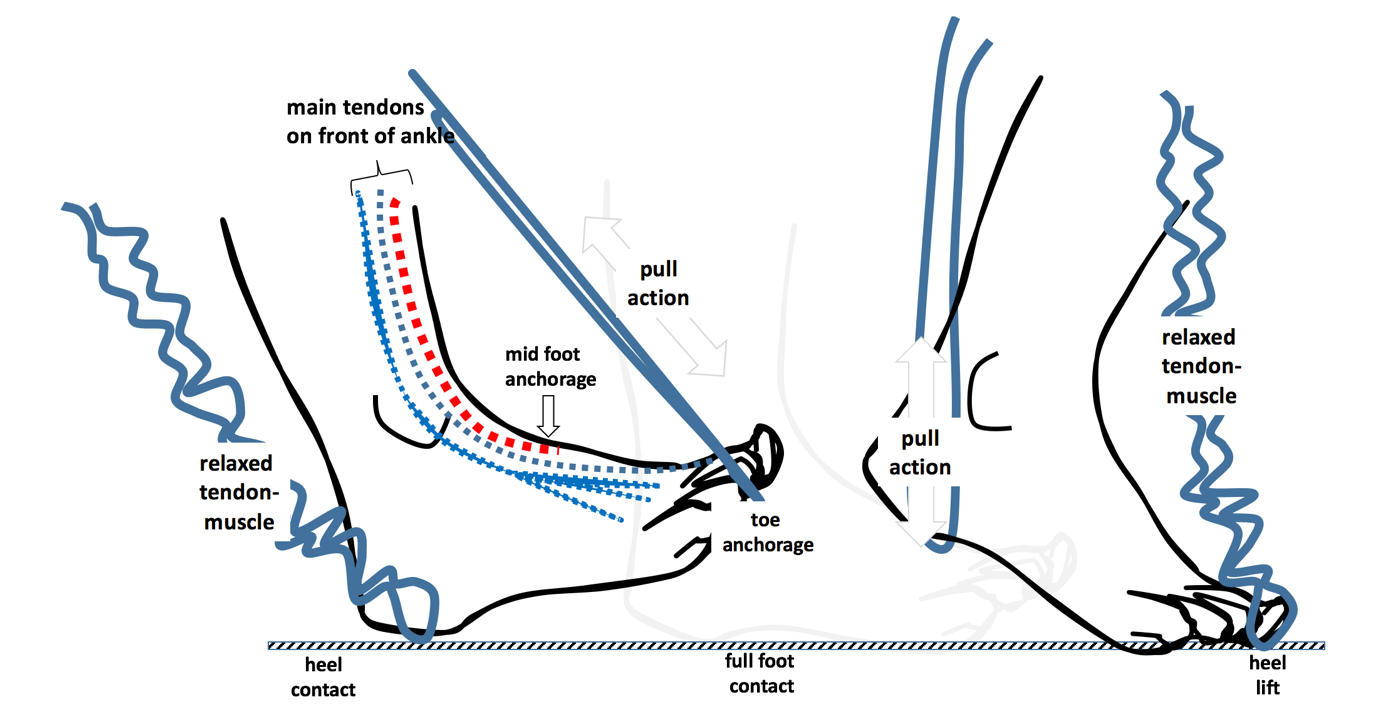 main tendons
on front of ankle
pull
action
mid foot
anchorage
relaxed
tendon-
muscle
toe
anchorage
pull
action
relaxed
tendon-
muscle
heel
contact
full foot
contact
heel
lift